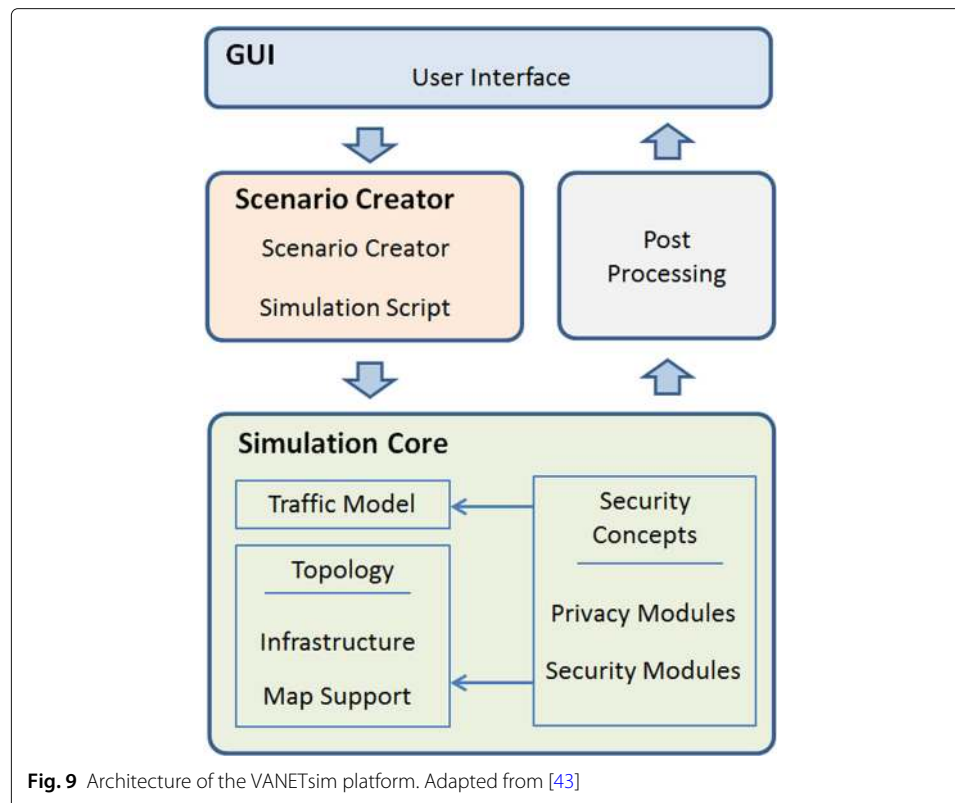 GUI
User Interface
Scenario Creator
Scenario Creator
Simulation Script
Post
Processing
Simulation Core
Traffic Model
Topology
Infrastructure
Map Support
Security
Concepts
Privacy Modules
Security Modules
Fig. 9 Architecture of the VANETsim platform. Adapted from [43]